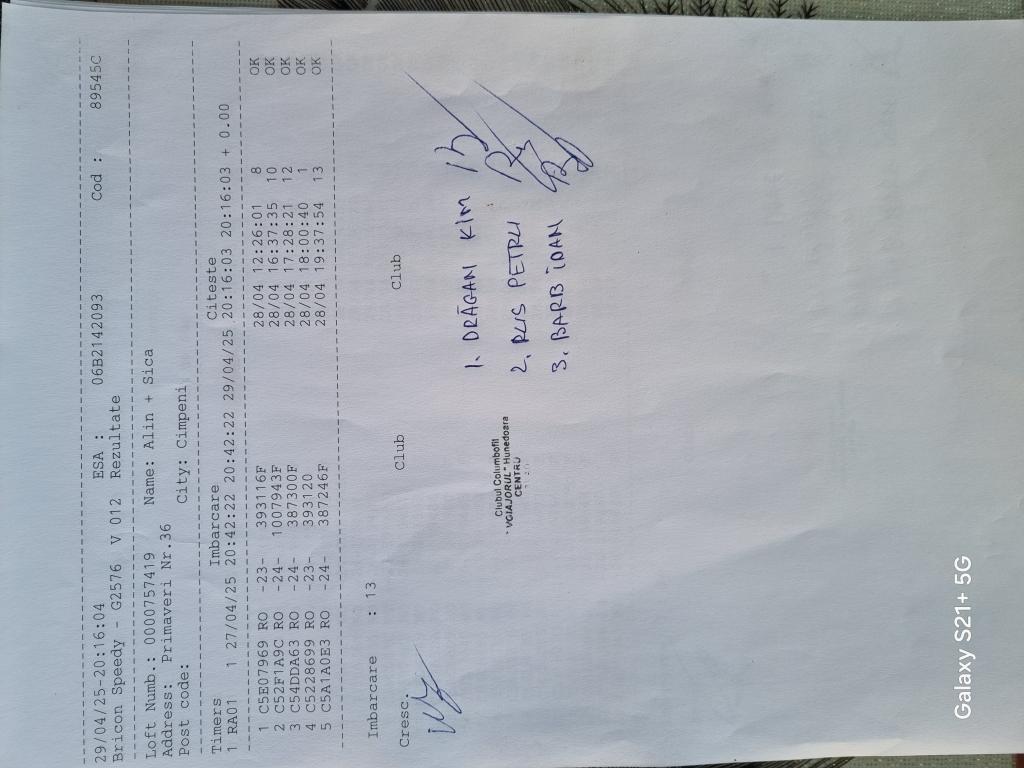 29/04/25-20:16:04 ESA : 06B2142093 Cod : 89545C
Bricon Speedy - G2576 V 012 Rezultate
Loft Numb.: 0000757419 Name: Alin + Sica
Address: Primaveri Nr.36
Post code: City: Cimpeni
Timers Imbarcare Citeste
1 RA01 1 27/04/25 20:42:22 20:42:22 29/04/25 20:16:03 20:16:03 + 0.00
1 C5E07969 RO -23- 393116F 28/04 12:26:01 8 OK
2 C52F1A9C RO -24- 1007943F 28/04 16:37:35 10 OK
3 C54DDA63 RO -24- 387300F 28/04 17:28:21 12 OK
4 C5228699 RO -23- 393120 28/04 18:00:40 1 OK
5 C5A1A0E3 RO -24- 387246F 28/04 19:37:54 13 OK
Imbarcare : 13
Cresc. Club Club
1. DRĂGAN KIM
2. RUS PETRU
3. BARB IOAN
Clubul Columbofil
"VOIAJORUL" Hunedoara
CENTRU
Galaxy S21+ 5G